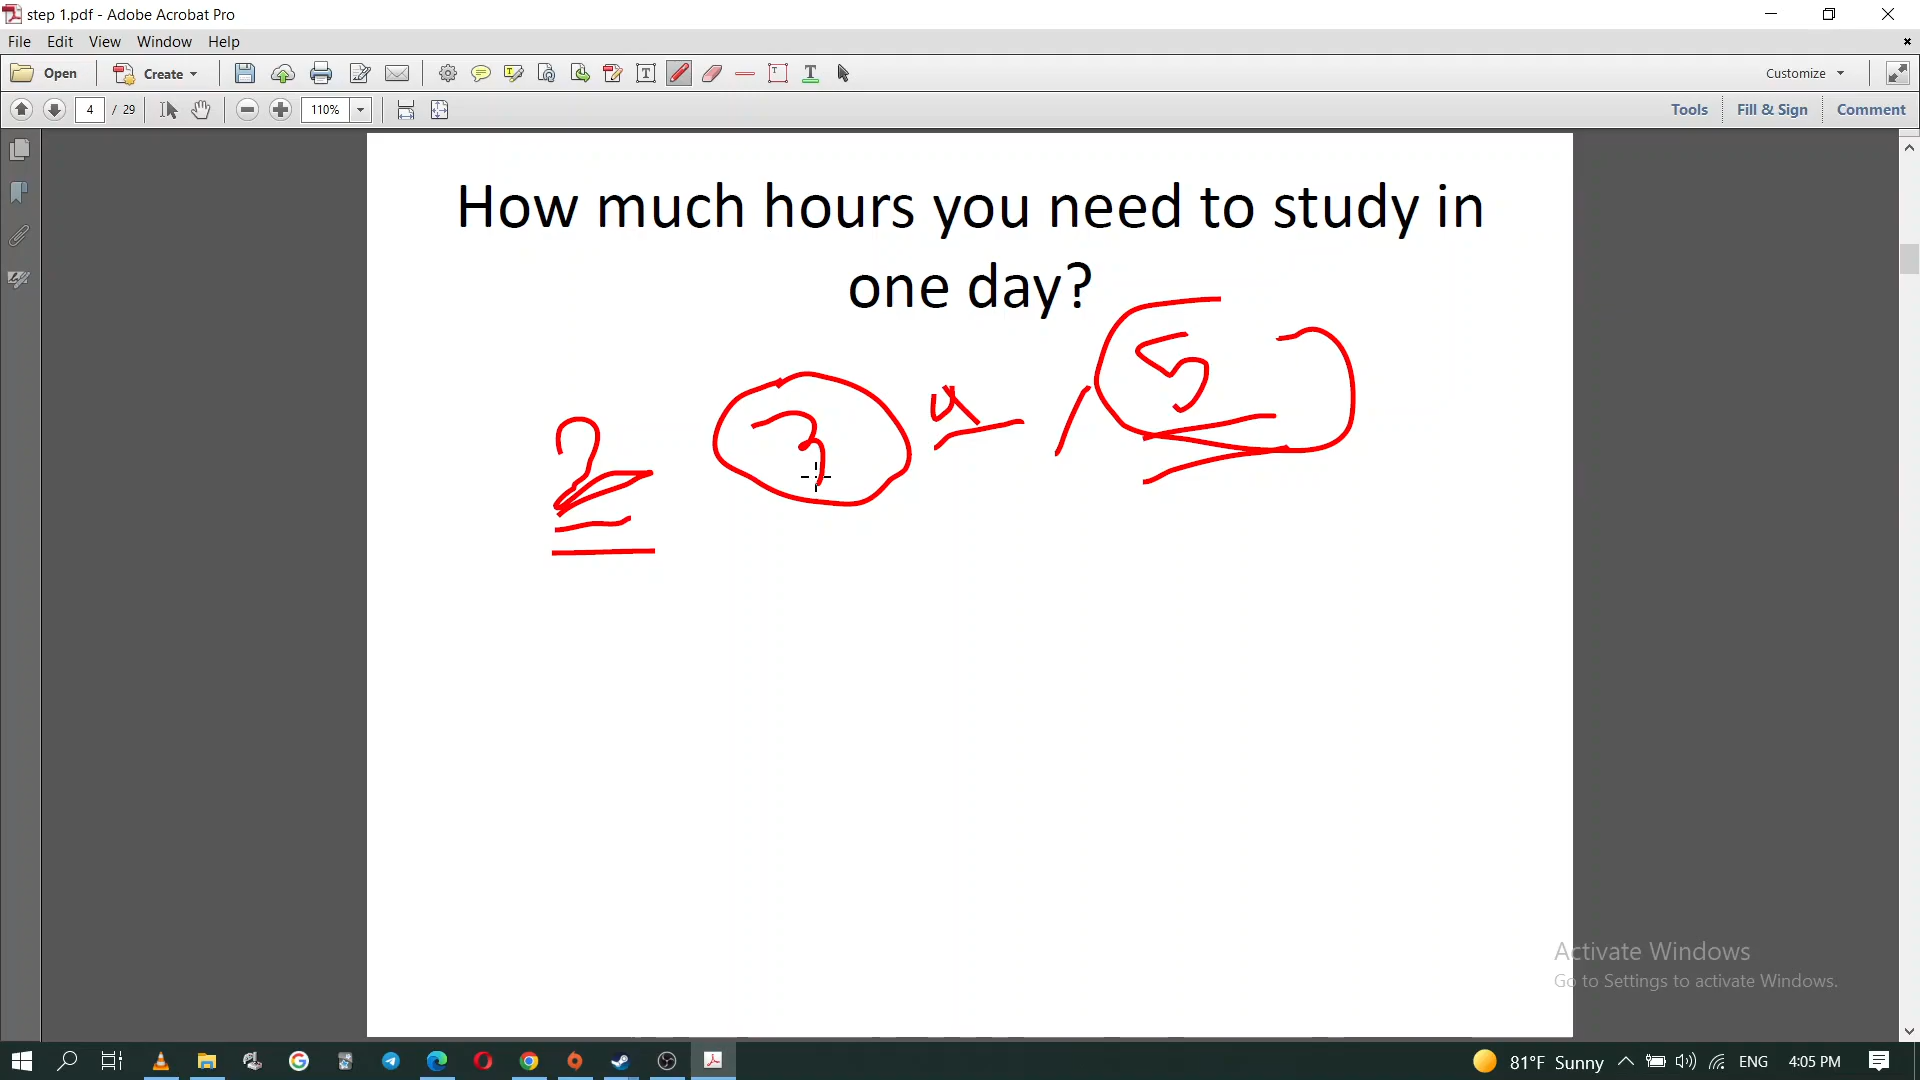 step 1.pdf - Adobe Acrobat Pro
File Edit View Window Help
Open Create Customize
4 / 29 110% Tools Fill & Sign Comment
How much hours you need to study in
one day?
2 3 4 / 5
Activate Windows
Go to Settings to activate Windows.
81°F Sunny ENG 4:05 PM